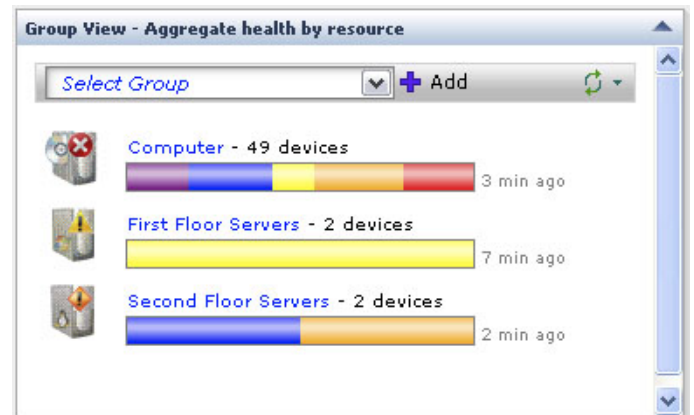 Group View - Aggregate health by resource
Select Group Add
Computer - 49 devices
3 min ago
First Floor Servers - 2 devices
7 min ago
Second Floor Servers - 2 devices
2 min ago